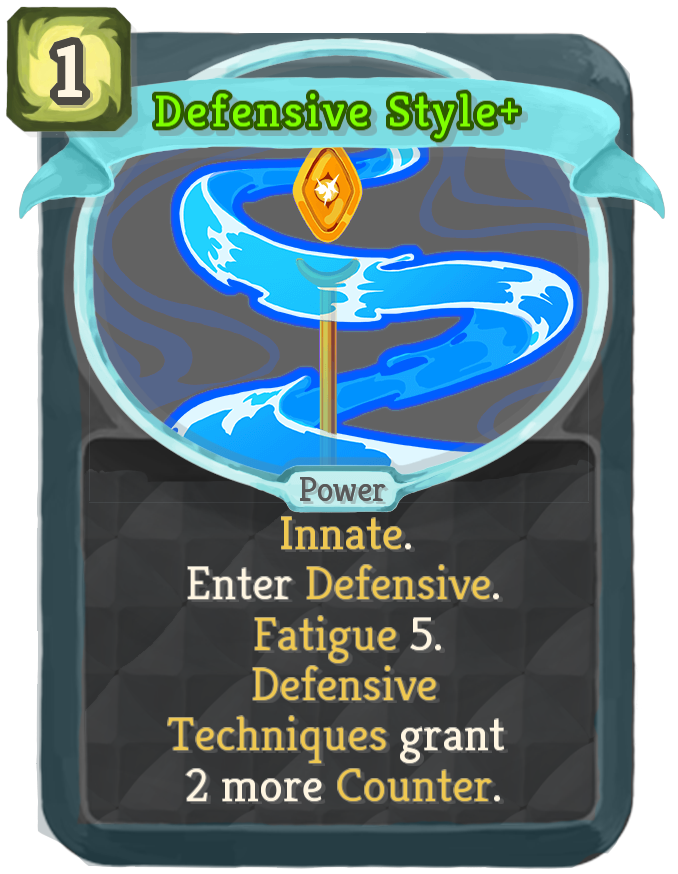 1
Defensive Style+
Power
Innate.
Enter Defensive.
Fatigue 5.
Defensive
Techniques grant
2 more Counter.